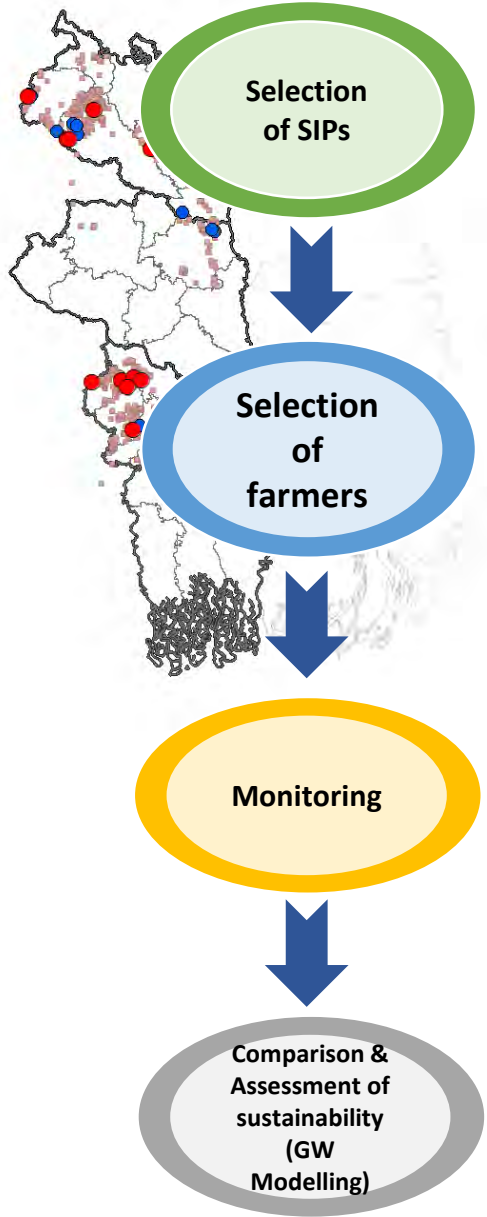 Selection
of SIPs
Selection
of
farmers
Monitoring
Comparison &
Assessment of
sustainability
(GW
Modelling)